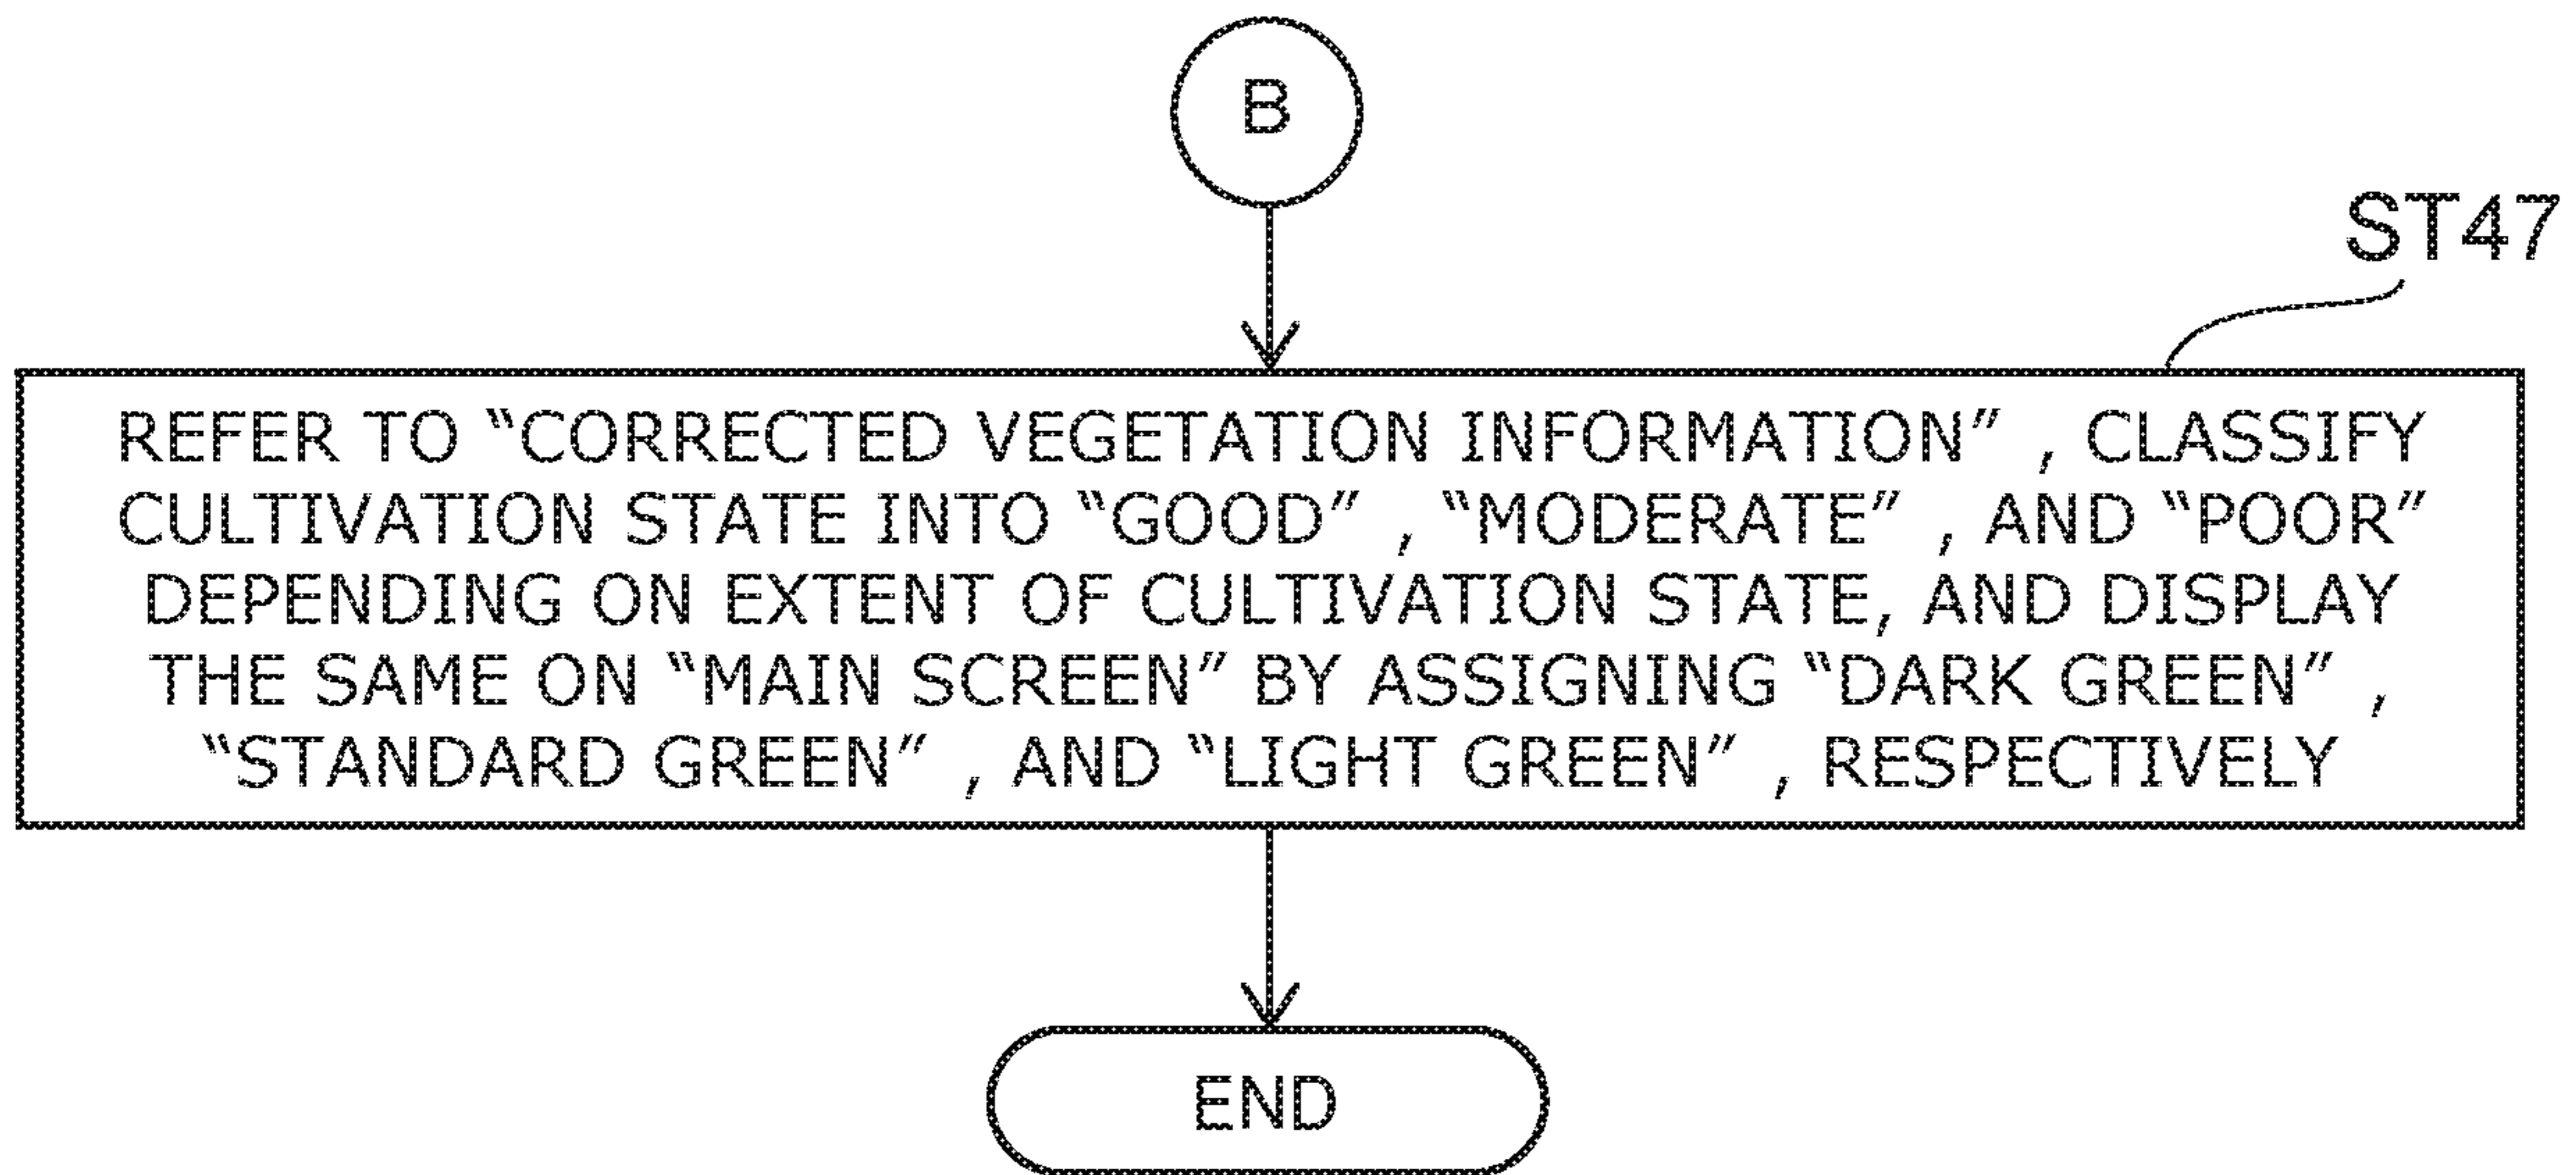 B
ST47
REFER TO “CORRECTED VEGETATION INFORMATION” , CLASSIFY
CULTIVATION STATE INTO “GOOD” , “MODERATE” , AND “POOR”
DEPENDING ON EXTENT OF CULTIVATION STATE, AND DISPLAY
THE SAME ON “MAIN SCREEN” BY ASSIGNING “DARK GREEN” ,
“STANDARD GREEN” , AND “LIGHT GREEN” , RESPECTIVELY
END